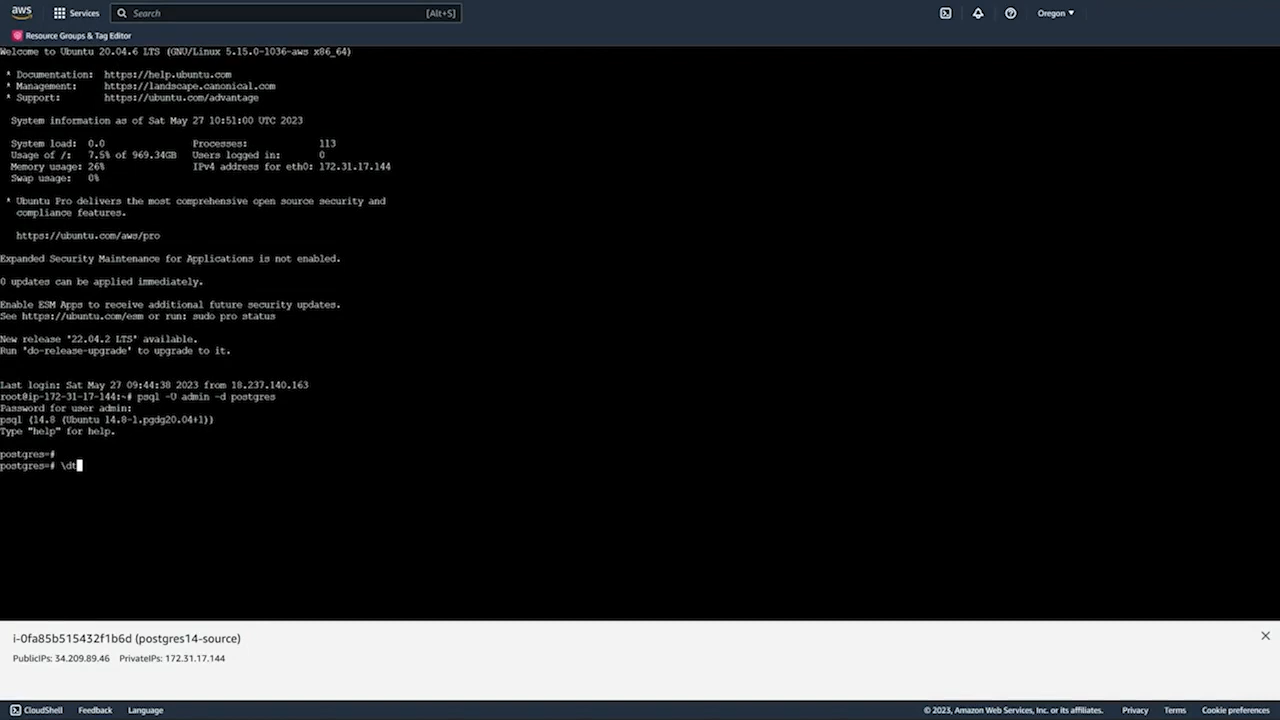 aws
Services
Search
[Alt+S]
Oregon
Resource Groups & Tag Editor
Welcome to Ubuntu 20.04.6 LTS (GNU/Linux 5.15.0-1036-aws x86_64)
* Documentation:  https://help.ubuntu.com
* Management:     https://landscape.canonical.com
* Support:        https://ubuntu.com/advantage
System information as of Sat May 27 10:51:00 UTC 2023
System load:  0.0                Processes:             113
Usage of /:   7.5% of 969.34GB   Users logged in:       0
Memory usage: 26%                IPv4 address for eth0: 172.31.17.144
Swap usage:   0%
* Ubuntu Pro delivers the most comprehensive open source security and
compliance features.
https://ubuntu.com/aws/pro
Expanded Security Maintenance for Applications is not enabled.
0 updates can be applied immediately.
Enable ESM Apps to receive additional future security updates.
See https://ubuntu.com/esm or run: sudo pro status
New release '22.04.2 LTS' available.
Run 'do-release-upgrade' to upgrade to it.
Last login: Sat May 27 09:44:38 2023 from 18.237.140.163
root@ip-172-31-17-144:~# psql -U admin -d postgres
Password for user admin:
psql (14.8 (Ubuntu 14.8-1.pgdg20.04+1))
Type "help" for help.
postgres=#
postgres=# \dt
i-0fa85b515432f1b6d (postgres14-source)
PublicIPs: 34.209.89.46   PrivateIPs: 172.31.17.144
CloudShell
Feedback
Language
© 2023, Amazon Web Services, Inc. or its affiliates.
Privacy
Terms
Cookie preferences